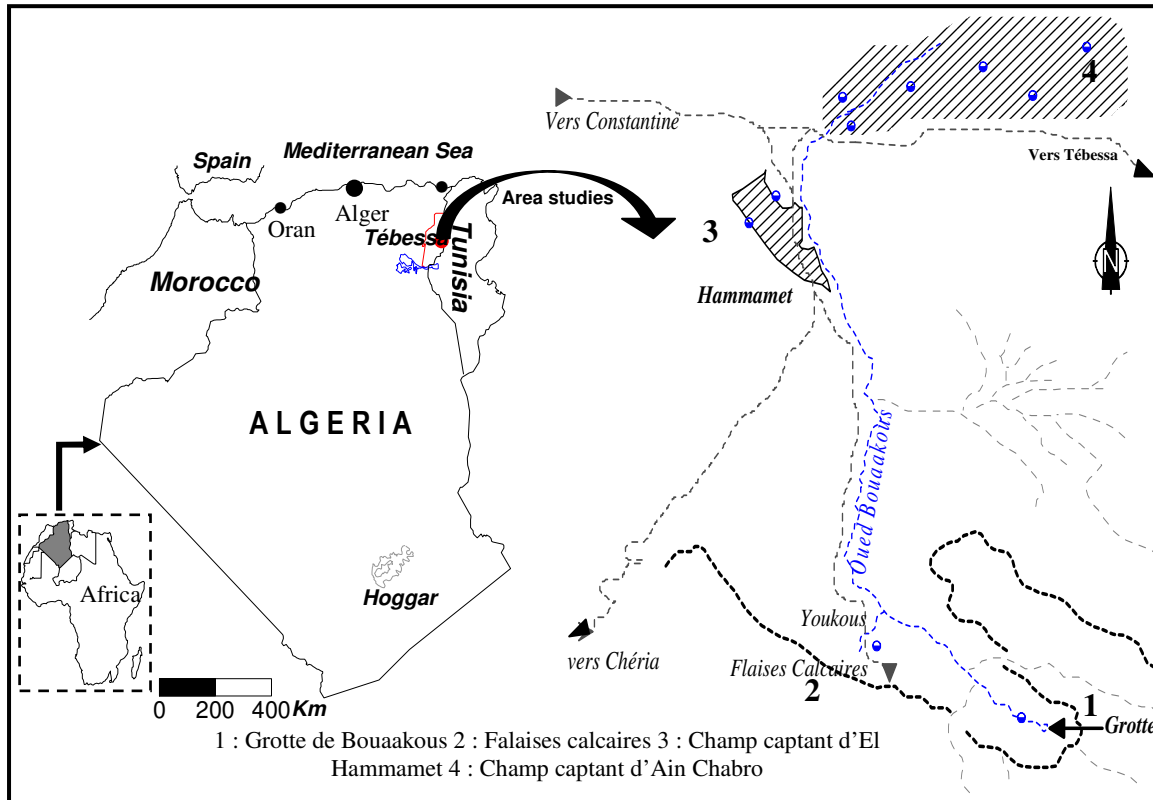 Spain
Mediterranean Sea
Oran
Alger
Area studies
Tébessa
Tunisia
Morocco
ALGERIA
Africa
Hoggar
0 200 400 Km
Vers Constantine
4
Vers Tébessa
3
Hammamet
N
Oued Bouaakous
Youkous
vers Chéria
Flaises Calcaires
2
1
Grotte
1 : Grotte de Bouaakous 2 : Falaises calcaires 3 : Champ captant d'El
Hammamet 4 : Champ captant d'Ain Chabro